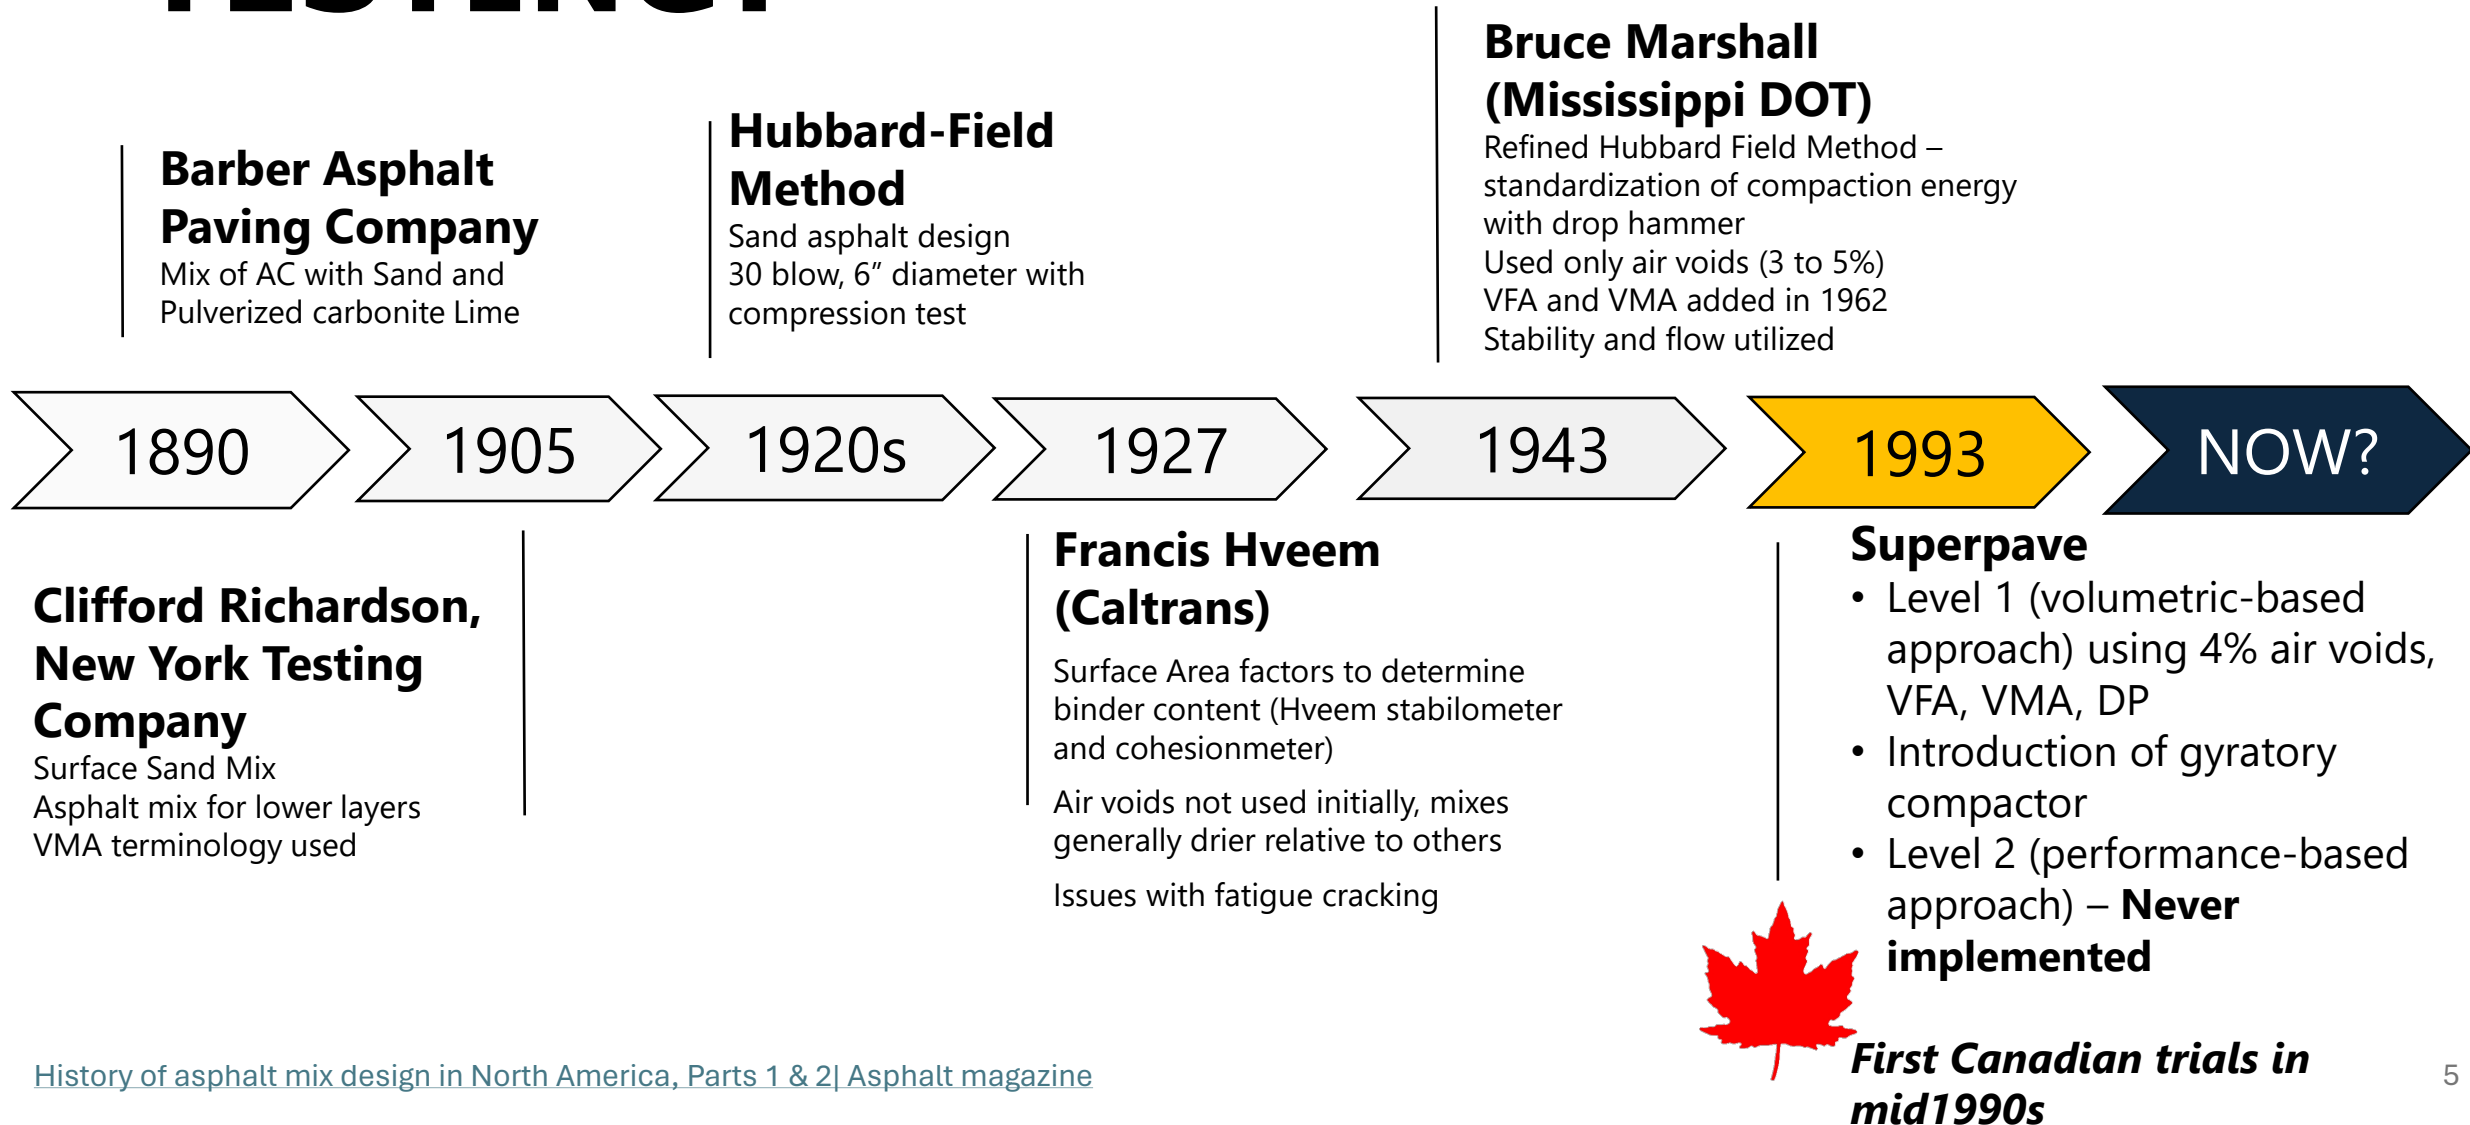 Barber Asphalt
Paving Company
Mix of AC with Sand and
Pulverized carbonite Lime
Hubbard-Field
Method
Sand asphalt design
30 blow, 6” diameter with
compression test
Bruce Marshall
(Mississippi DOT)
Refined Hubbard Field Method –
standardization of compaction energy
with drop hammer
Used only air voids (3 to 5%)
VFA and VMA added in 1962
Stability and flow utilized
1890
1905
1920s
1927
1943
1993
NOW?
Clifford Richardson,
New York Testing
Company
Surface Sand Mix
Asphalt mix for lower layers
VMA terminology used
Francis Hveem
(Caltrans)
Surface Area factors to determine
binder content (Hveem stabilometer
and cohesionmeter)
Air voids not used initially, mixes
generally drier relative to others
Issues with fatigue cracking
Superpave
• Level 1 (volumetric-based
approach) using 4% air voids,
VFA, VMA, DP
• Introduction of gyratory
compactor
• Level 2 (performance-based
approach) – Never
implemented
First Canadian trials in
mid1990s
History of asphalt mix design in North America, Parts 1 & 2| Asphalt magazine
5